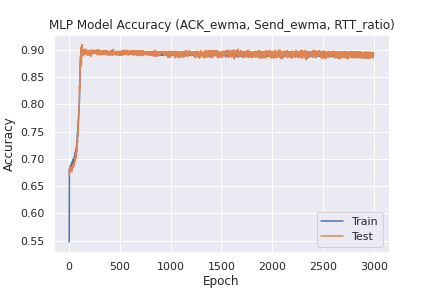 MLP Model Accuracy (ACK_ewma, Send_ewma, RTT_ratio)
0.90
0.85
0.80
0.75
0.70
0.65
0.60
0.55
Accuracy
Train
Test
0 500 1000 1500 2000 2500 3000
Epoch